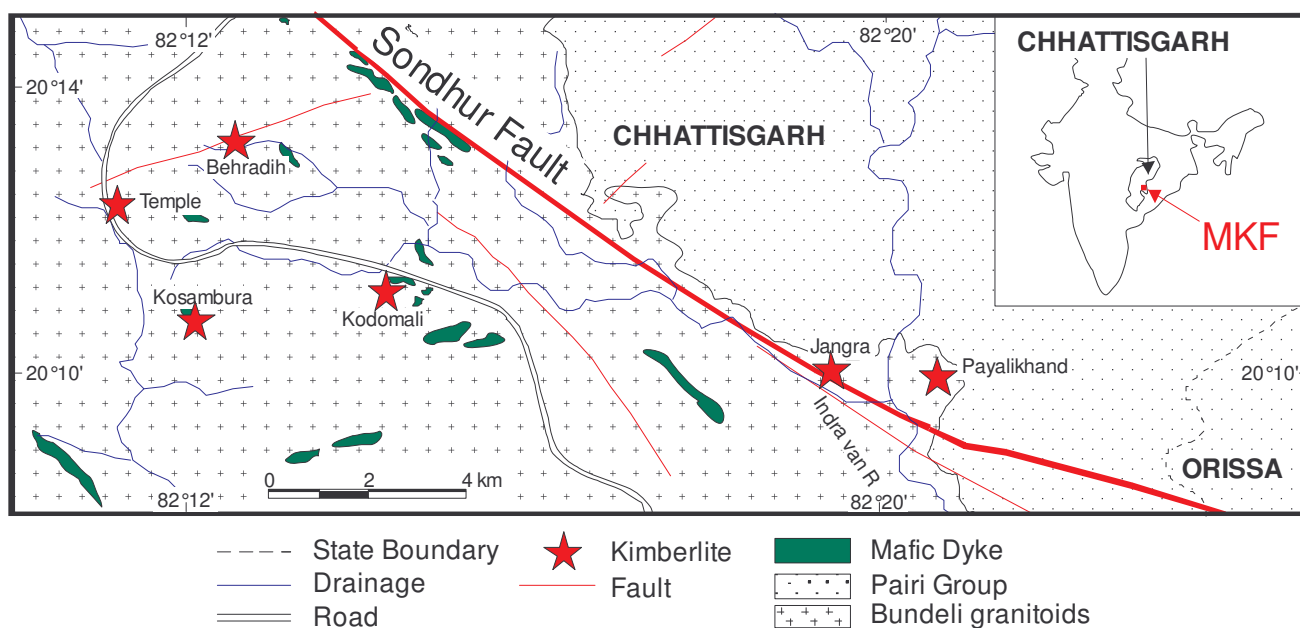 82°12'
82°20'
CHHATTISGARH
20°14'
Sondhur Fault
CHHATTISGARH
Behradih
Temple
MKF
Kosambura
Kodomali
Jangra
Payalikhand
20°10'
20°10'
Indra van R
ORISSA
0 2 4 km
82°12'
82°20'
State Boundary
Kimberlite
Mafic Dyke
Drainage
Fault
Pairi Group
Road
Bundeli granitoids